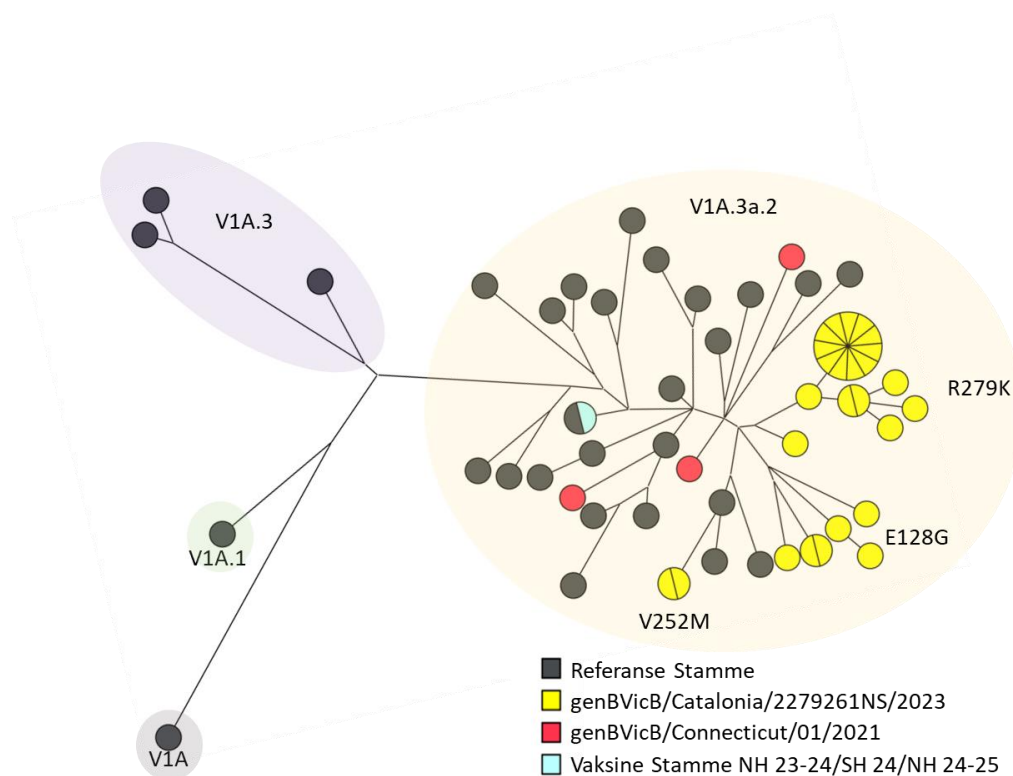 V1A.3a.2
V1A.3
R279K
E128G
V1A.1
V252M
Referanse Stamme
genBVicB/Catalonia/2279261NS/2023
genBVicB/Connecticut/01/2021
V1A
Vaksine Stamme NH 23-24/SH 24/NH 24-25